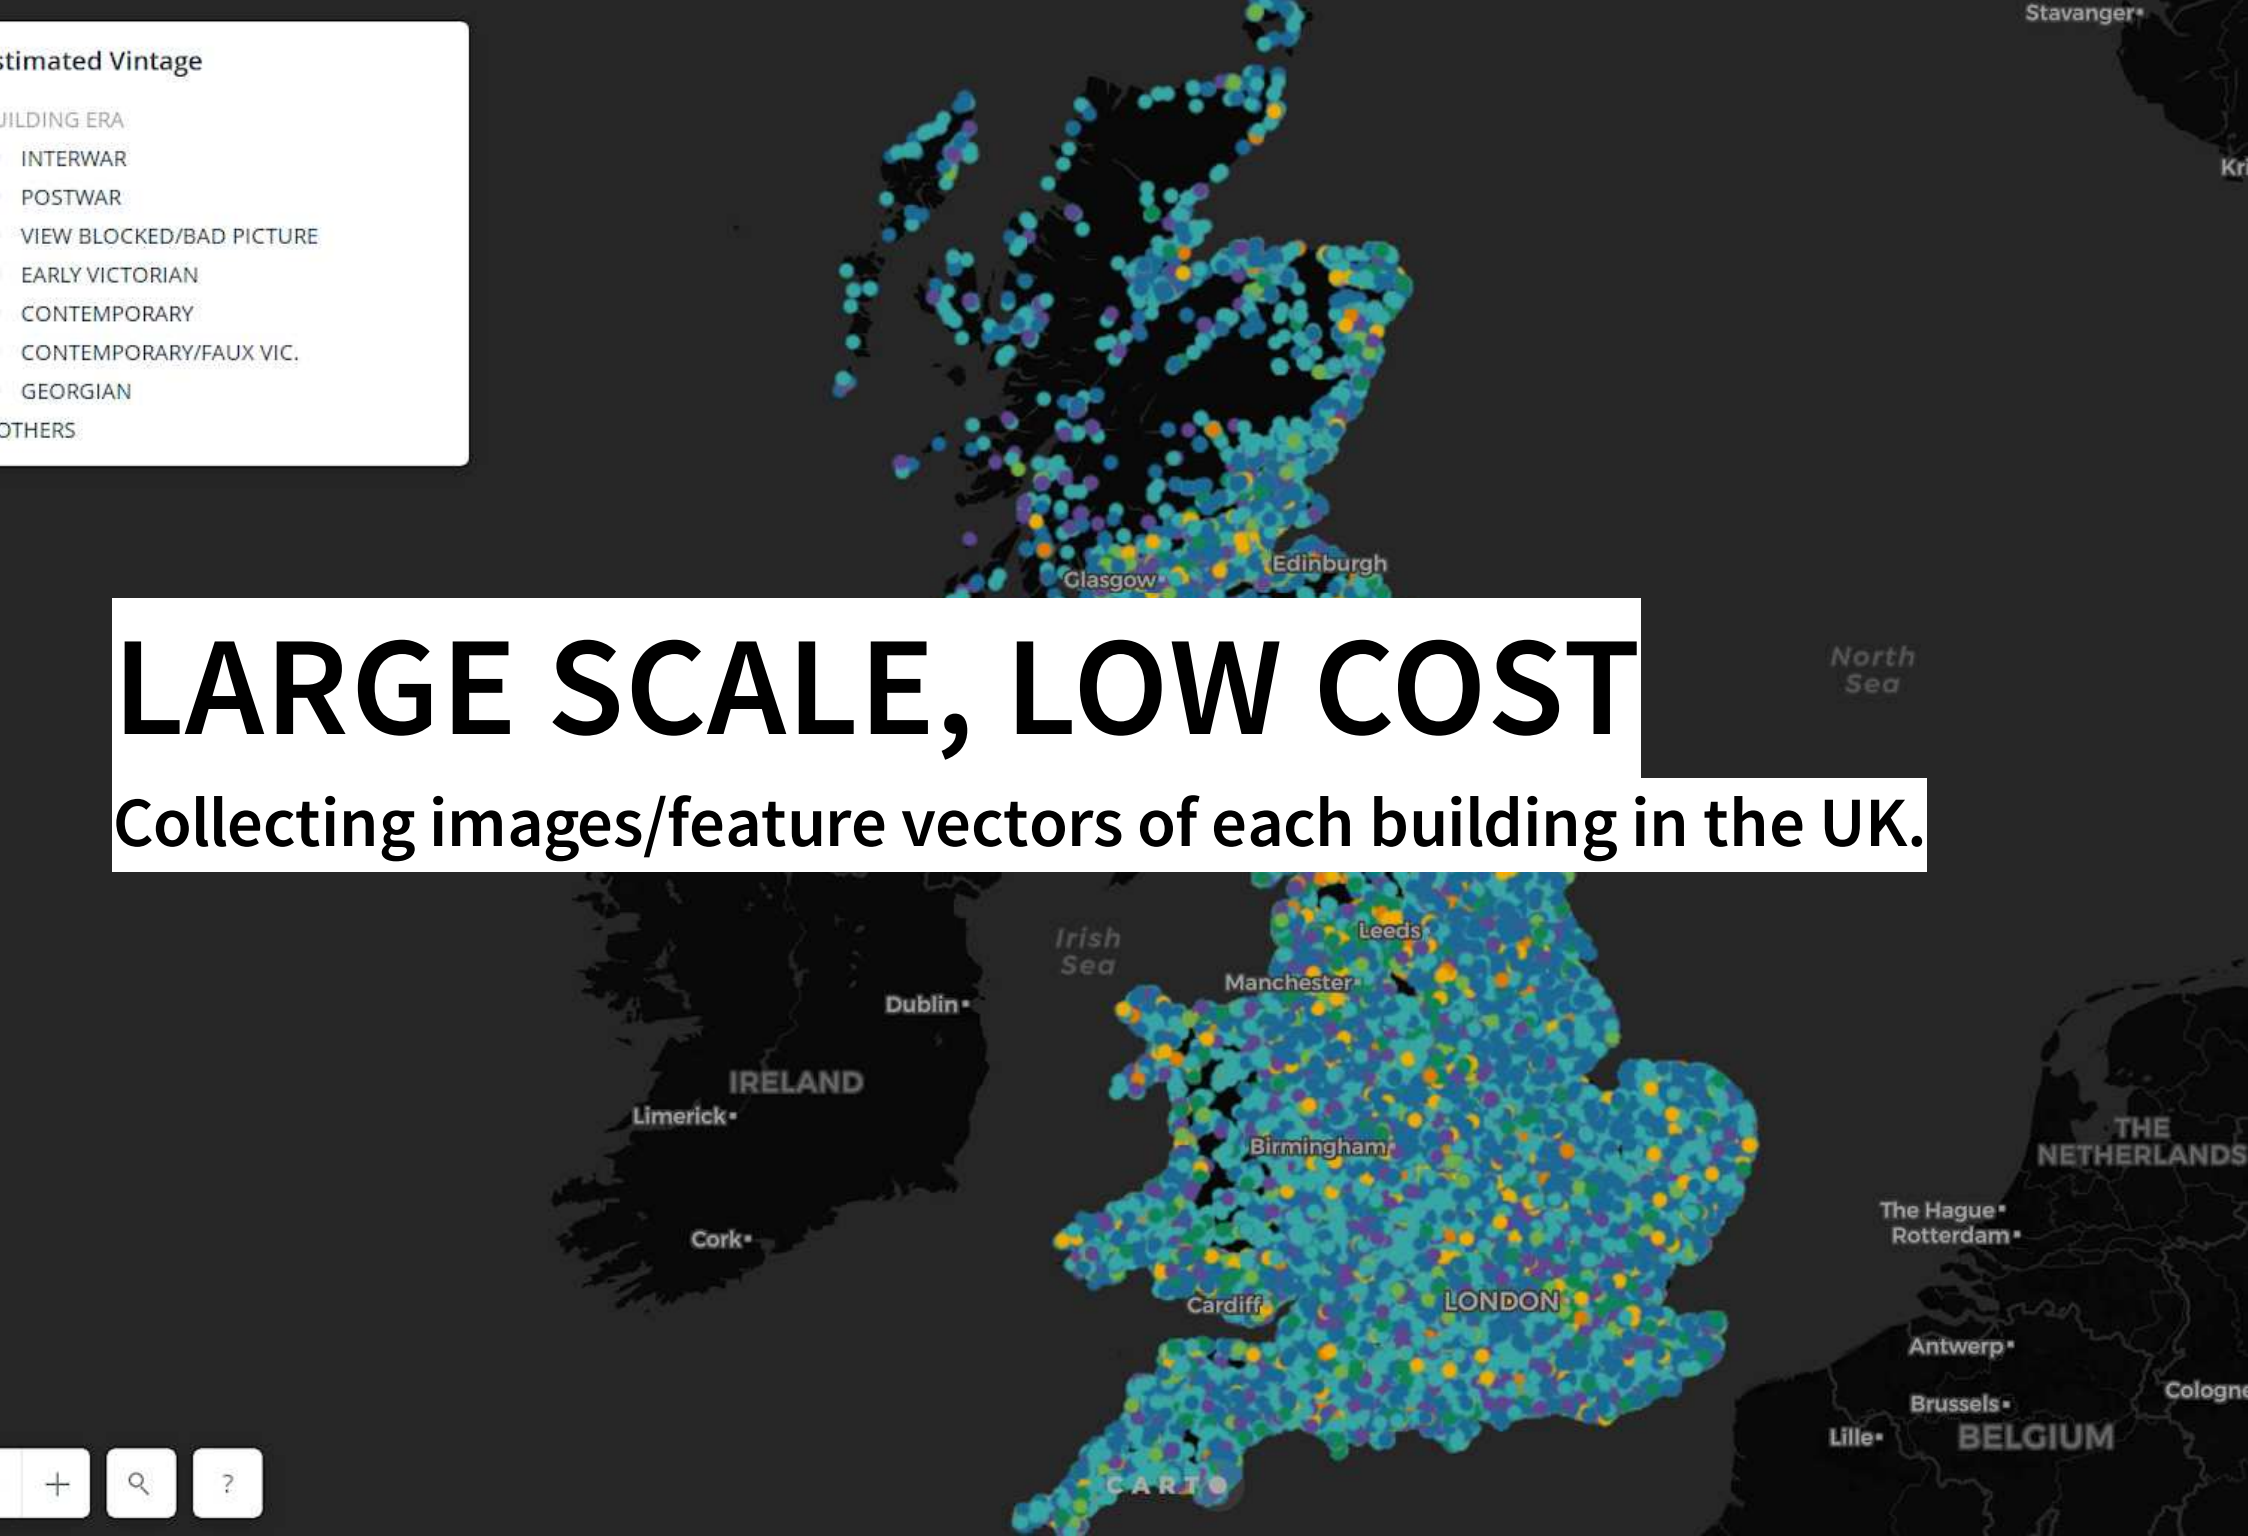 stimated Vintage
UILDING ERA
INTERWAR
POSTWAR
VIEW BLOCKED/BAD PICTURE
EARLY VICTORIAN
CONTEMPORARY
CONTEMPORARY/FAUX VIC.
GEORGIAN
OTHERS
Stavanger
Kri
Edinburgh
Glasgow
LARGE SCALE, LOW COST
Collecting images/feature vectors of each building in the UK.
North
Sea
Irish
Sea
Leeds
Manchester
Dublin
IRELAND
Limerick
Birmingham
THE
NETHERLANDS
The Hague
Rotterdam
Cork
Cardiff
LONDON
Antwerp
Brussels
Cologne
Lille
BELGIUM
CARTO
?